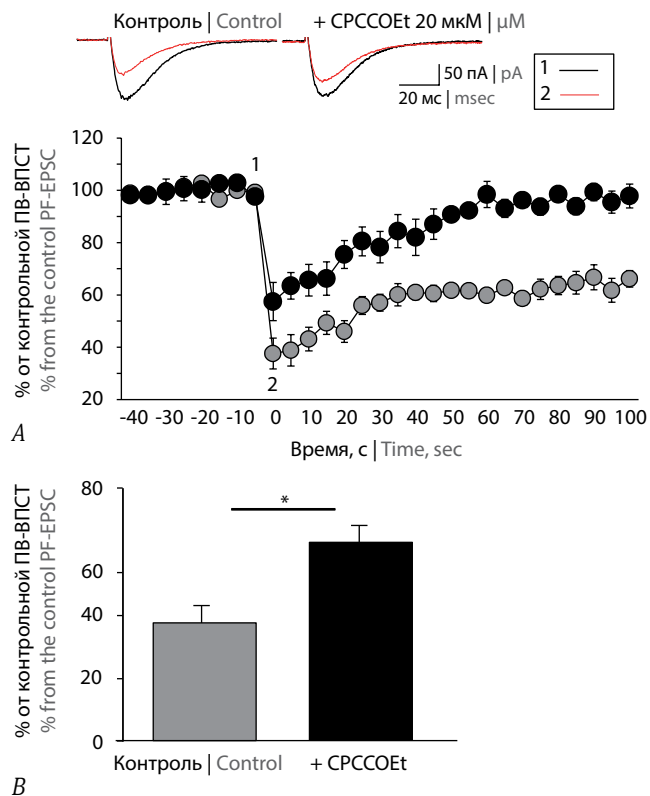 Контроль | Control
+ CPCCOEt 20 мкМ | µM
50 пА | pA
20 мс | msec
1
2
% от контрольной ПВ-ВПСТ
% from the control PF-EPSC
120
100
80
60
40
20
1
2
-40 -30 -20 -10 0 10 20 30 40 50 60 70 80 90 100
Время, с | Time, sec
A
% от контрольной ПВ-ВПСТ
% from the control PF-EPSC
80
60
40
20
0
*
Контроль | Control
+ CPCCOEt
B